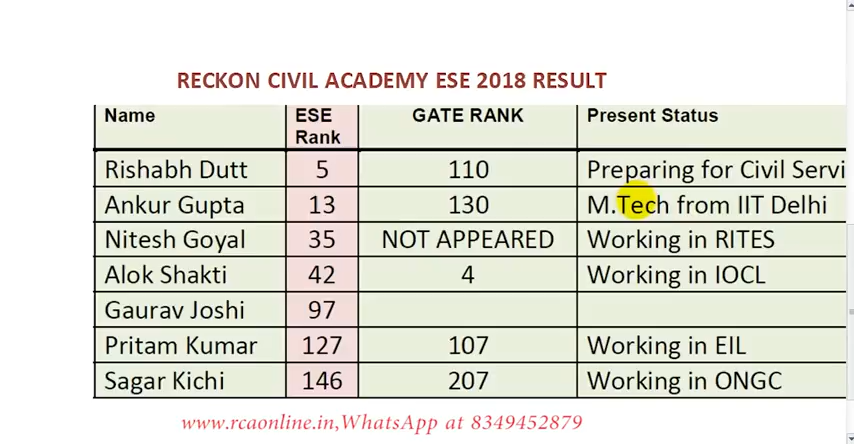 RECKON CIVIL ACADEMY ESE 2018 RESULT
Name ESE Rank GATE RANK Present Status
Rishabh Dutt 5 110 Preparing for Civil Servi
Ankur Gupta 13 130 M.Tech from IIT Delhi
Nitesh Goyal 35 NOT APPEARED Working in RITES
Alok Shakti 42 4 Working in IOCL
Gaurav Joshi 97
Pritam Kumar 127 107 Working in EIL
Sagar Kichi 146 207 Working in ONGC
www.rcaonline.in,WhatsApp at 8349452879